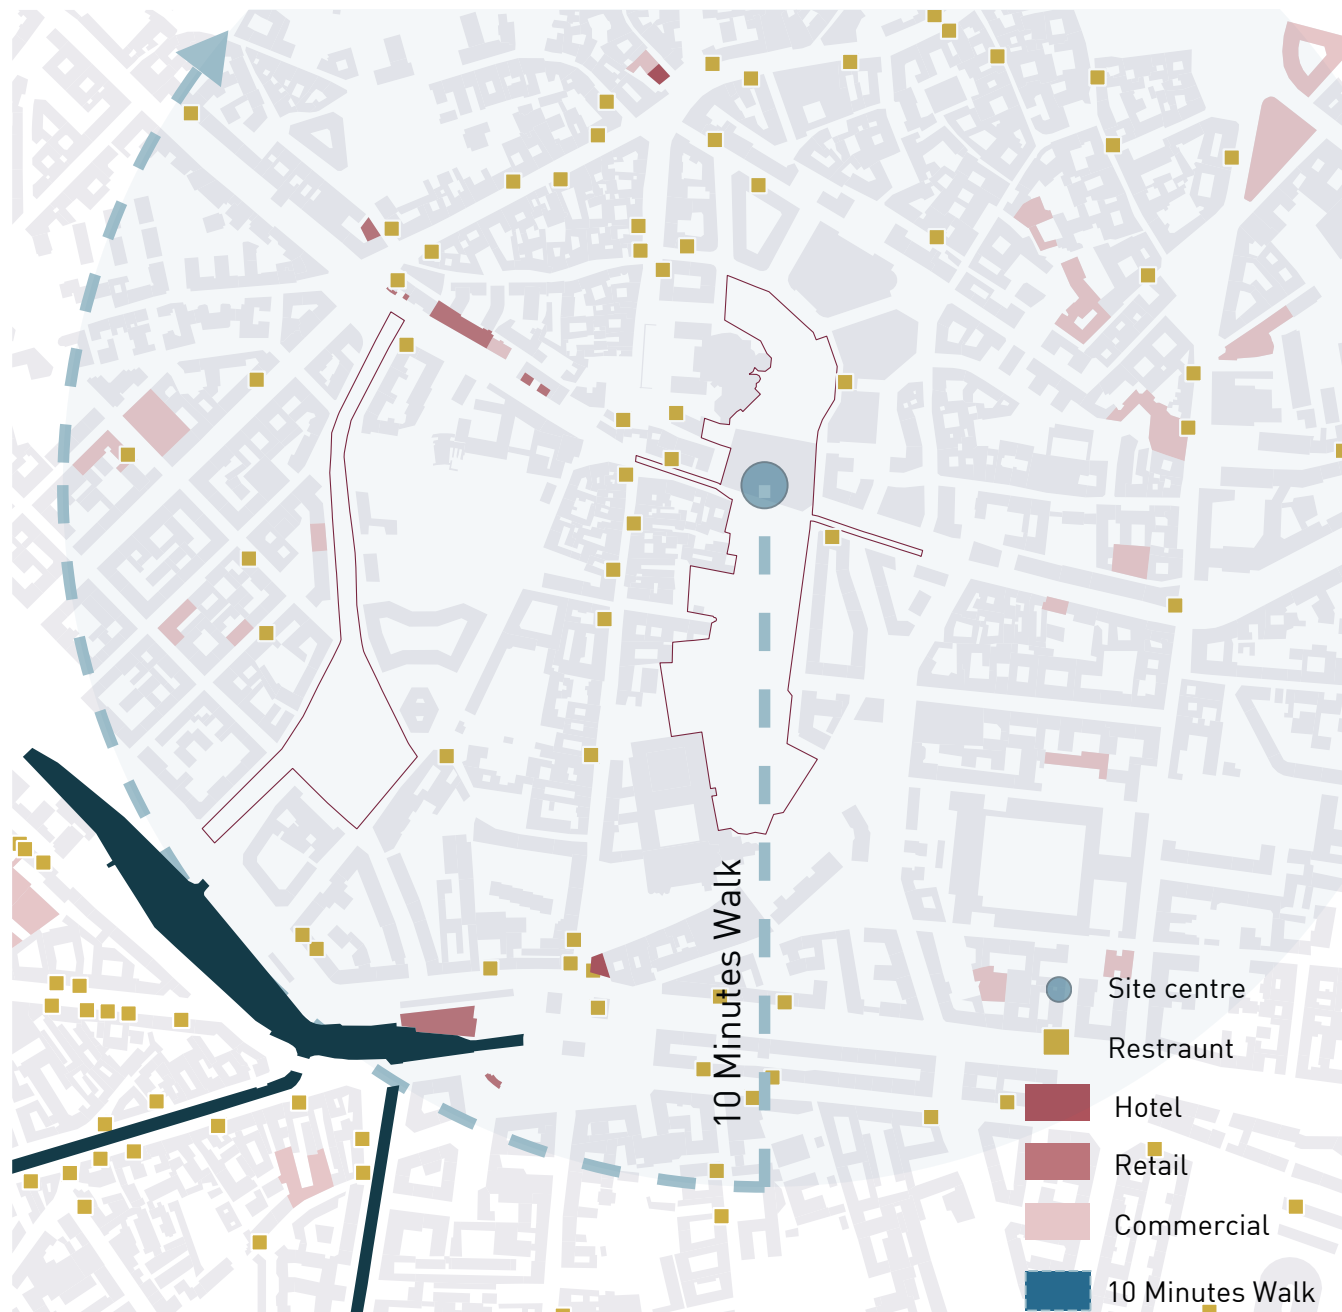 10 Minutes Walk
Site centre
Restraunt
Hotel
Retail
Commercial
10 Minutes Walk